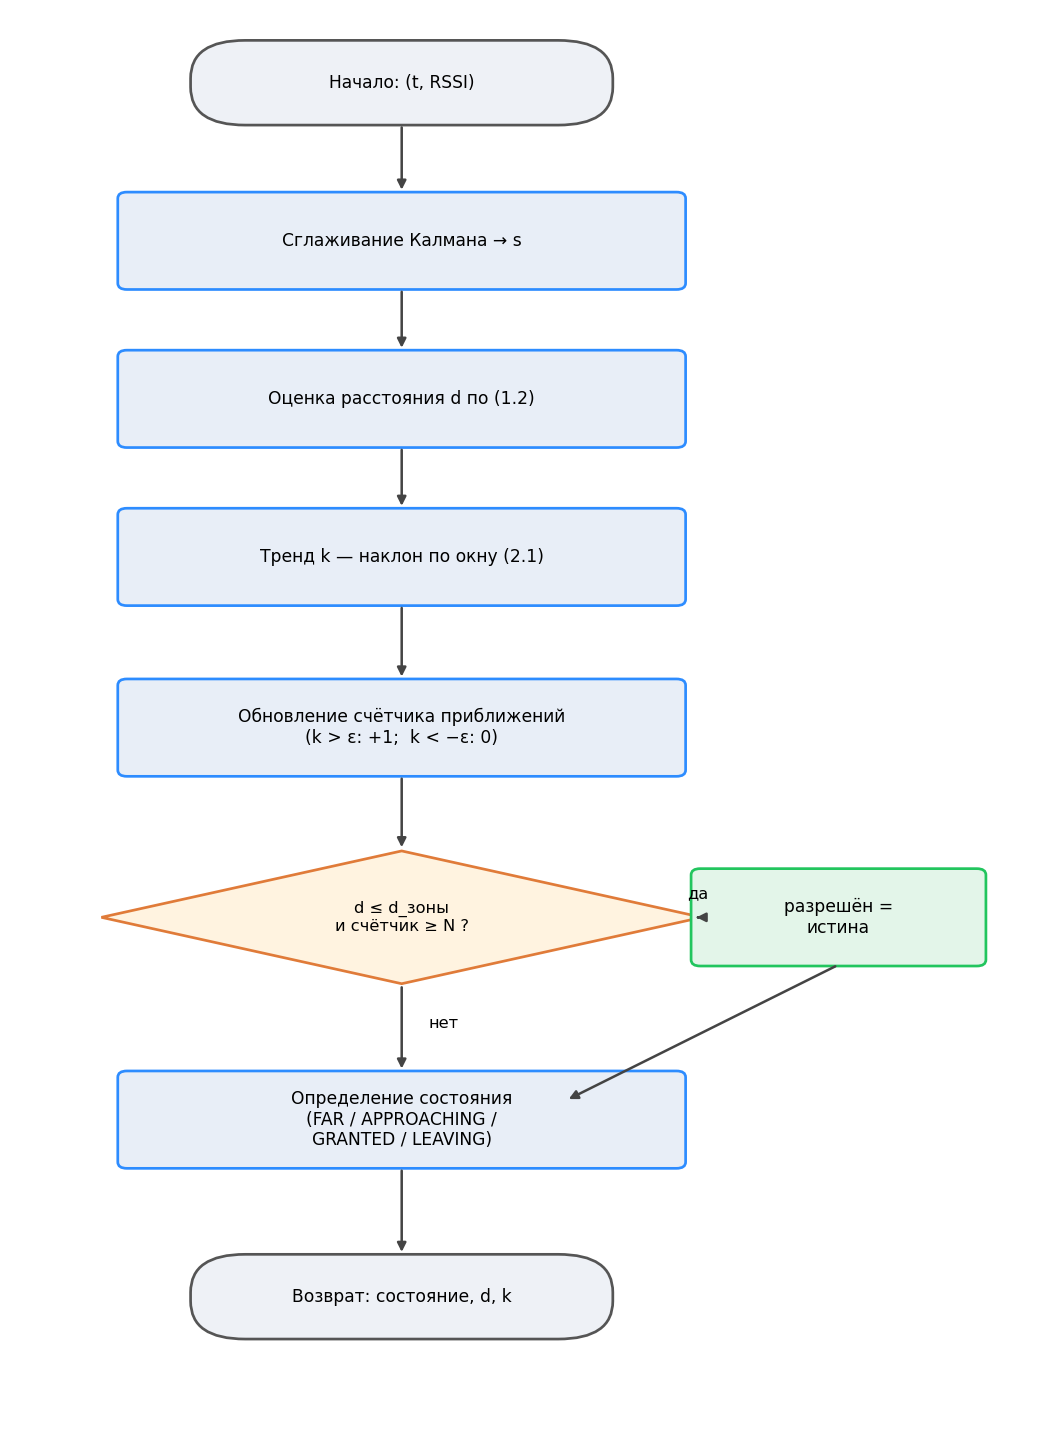 Начало: (t, RSSI)
Сглаживание Калмана → s
Оценка расстояния d по (1.2)
Тренд k — наклон по окну (2.1)
Обновление счётчика приближений
(k > ε: +1;  k < −ε: 0)
d ≤ d_зоны
и счётчик ≥ N ?
да
разрешён =
истина
нет
Определение состояния
(FAR / APPROACHING /
GRANTED / LEAVING)
Возврат: состояние, d, k